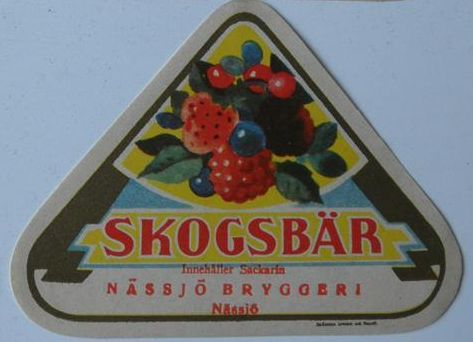 SKOGSBÄR
Innehåller Sackarin
NÄSSJÖ BRYGGERI
Nässjö